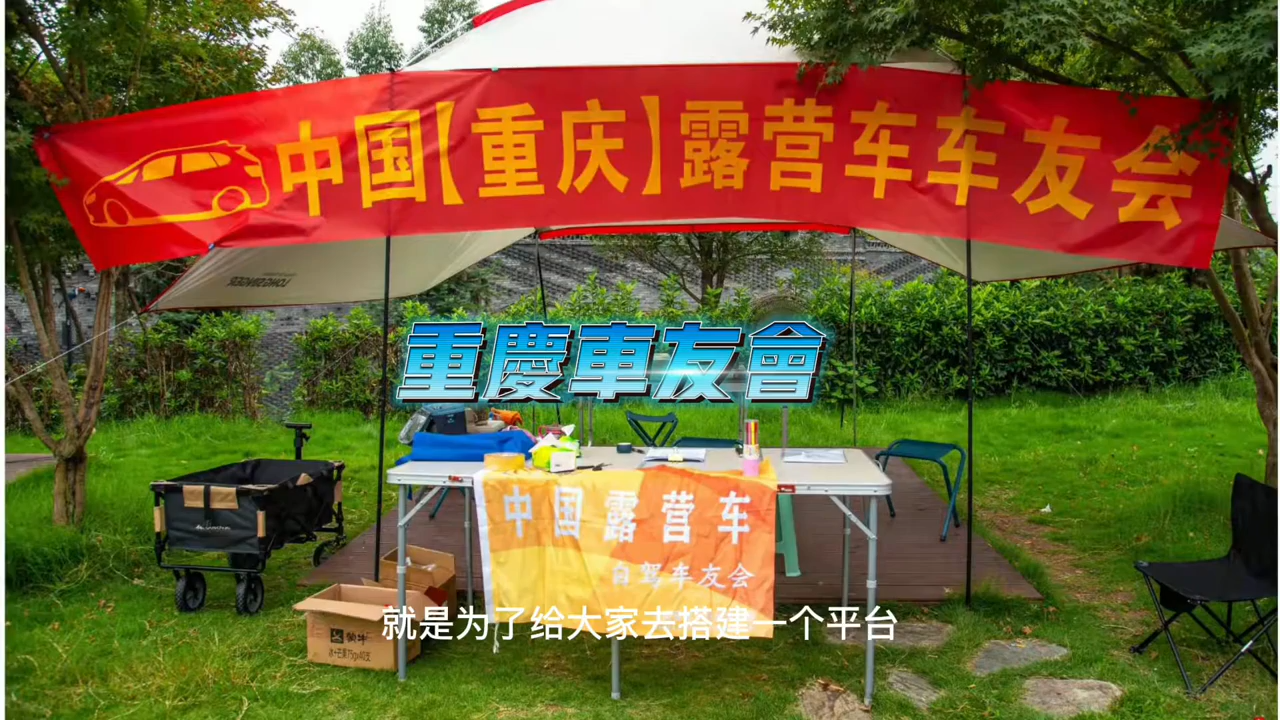 中国【重庆】露营车车友会
重慶車友會
中国露营车
自驾车友会
就是为了给大家去搭建一个平台
蒙牛